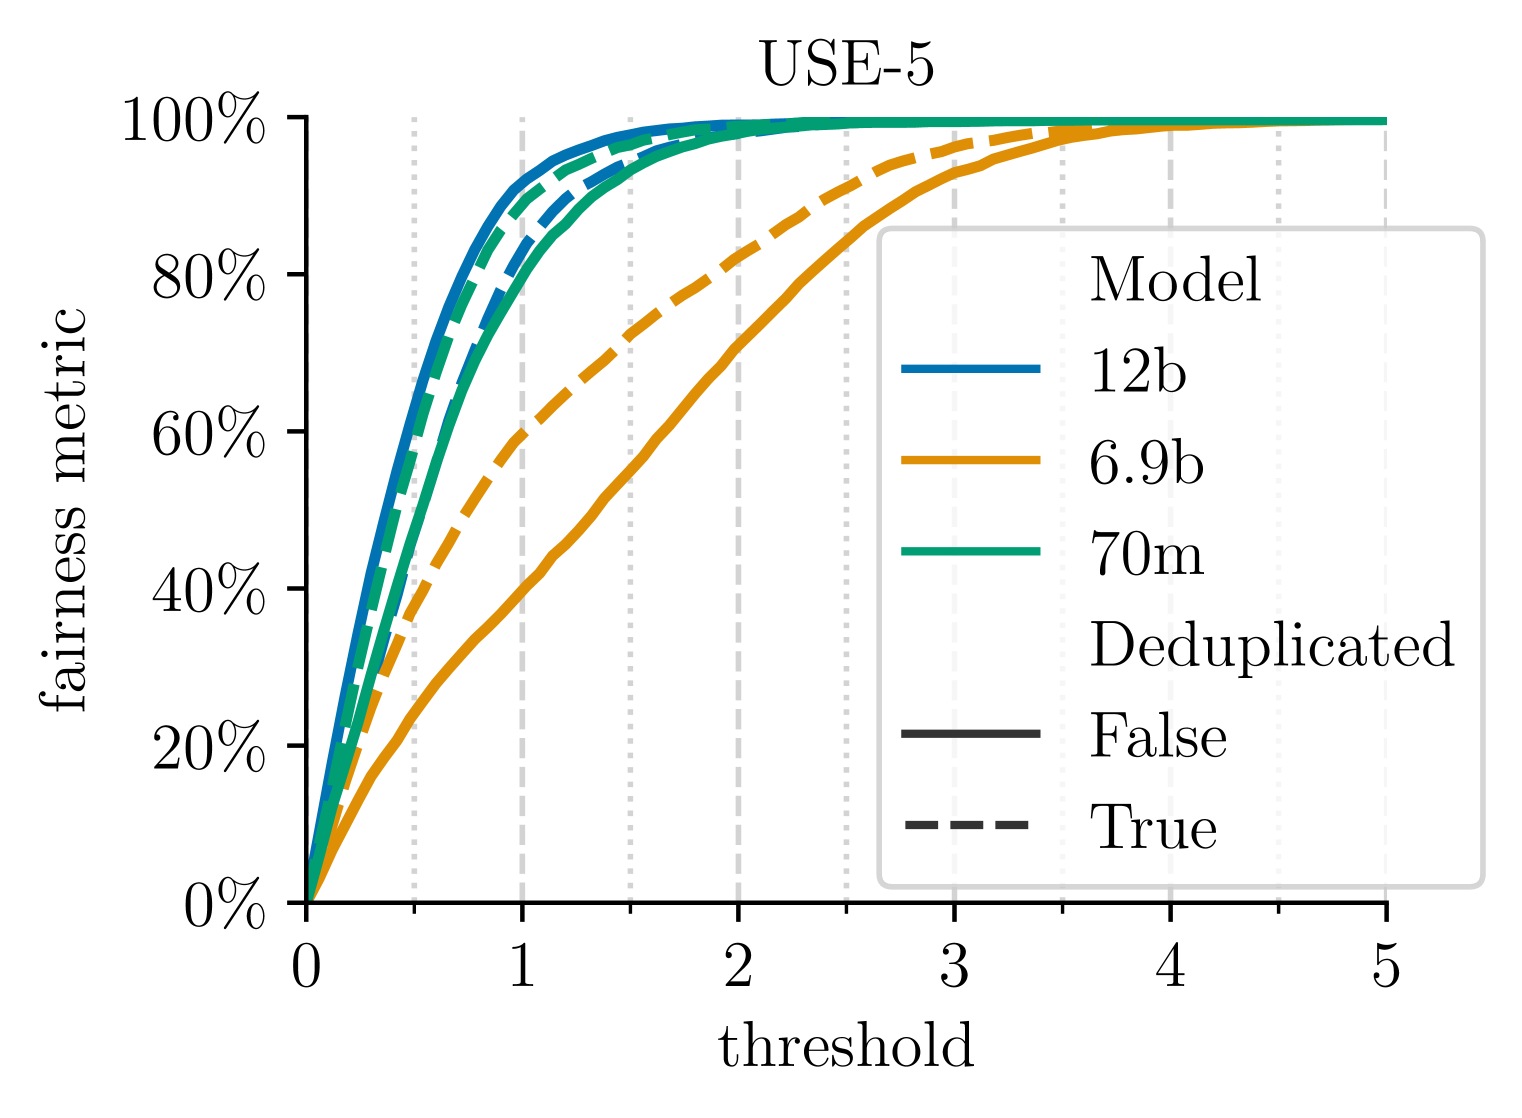 USE-5
100%
80%
60%
40%
20%
0%
fairness metric
0 1 2 3 4 5
threshold
Model
12b
6.9b
70m
Deduplicated
False
True